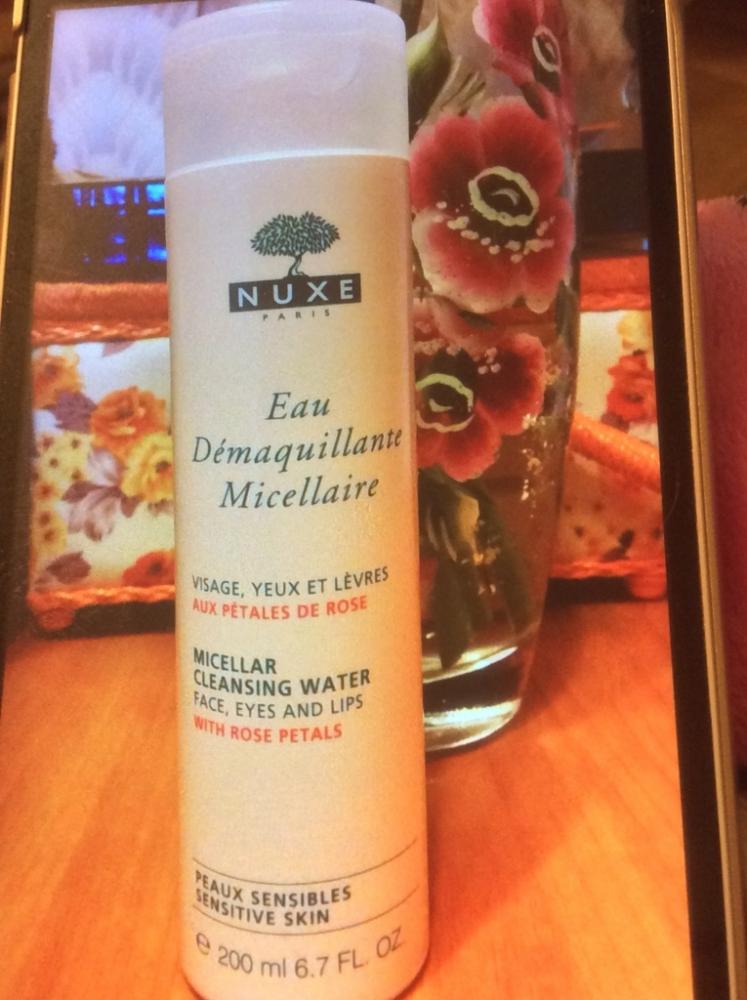 NUXE
PARIS
Eau
Démaquillante
Micellaire
VISAGE, YEUX ET LÈVRES
AUX PÉTALES DE ROSE
MICELLAR
CLEANSING WATER
FACE, EYES AND LIPS
WITH ROSE PETALS
PEAUX SENSIBLES
SENSITIVE SKIN
℮ 200 ml 6.7 FL. OZ.